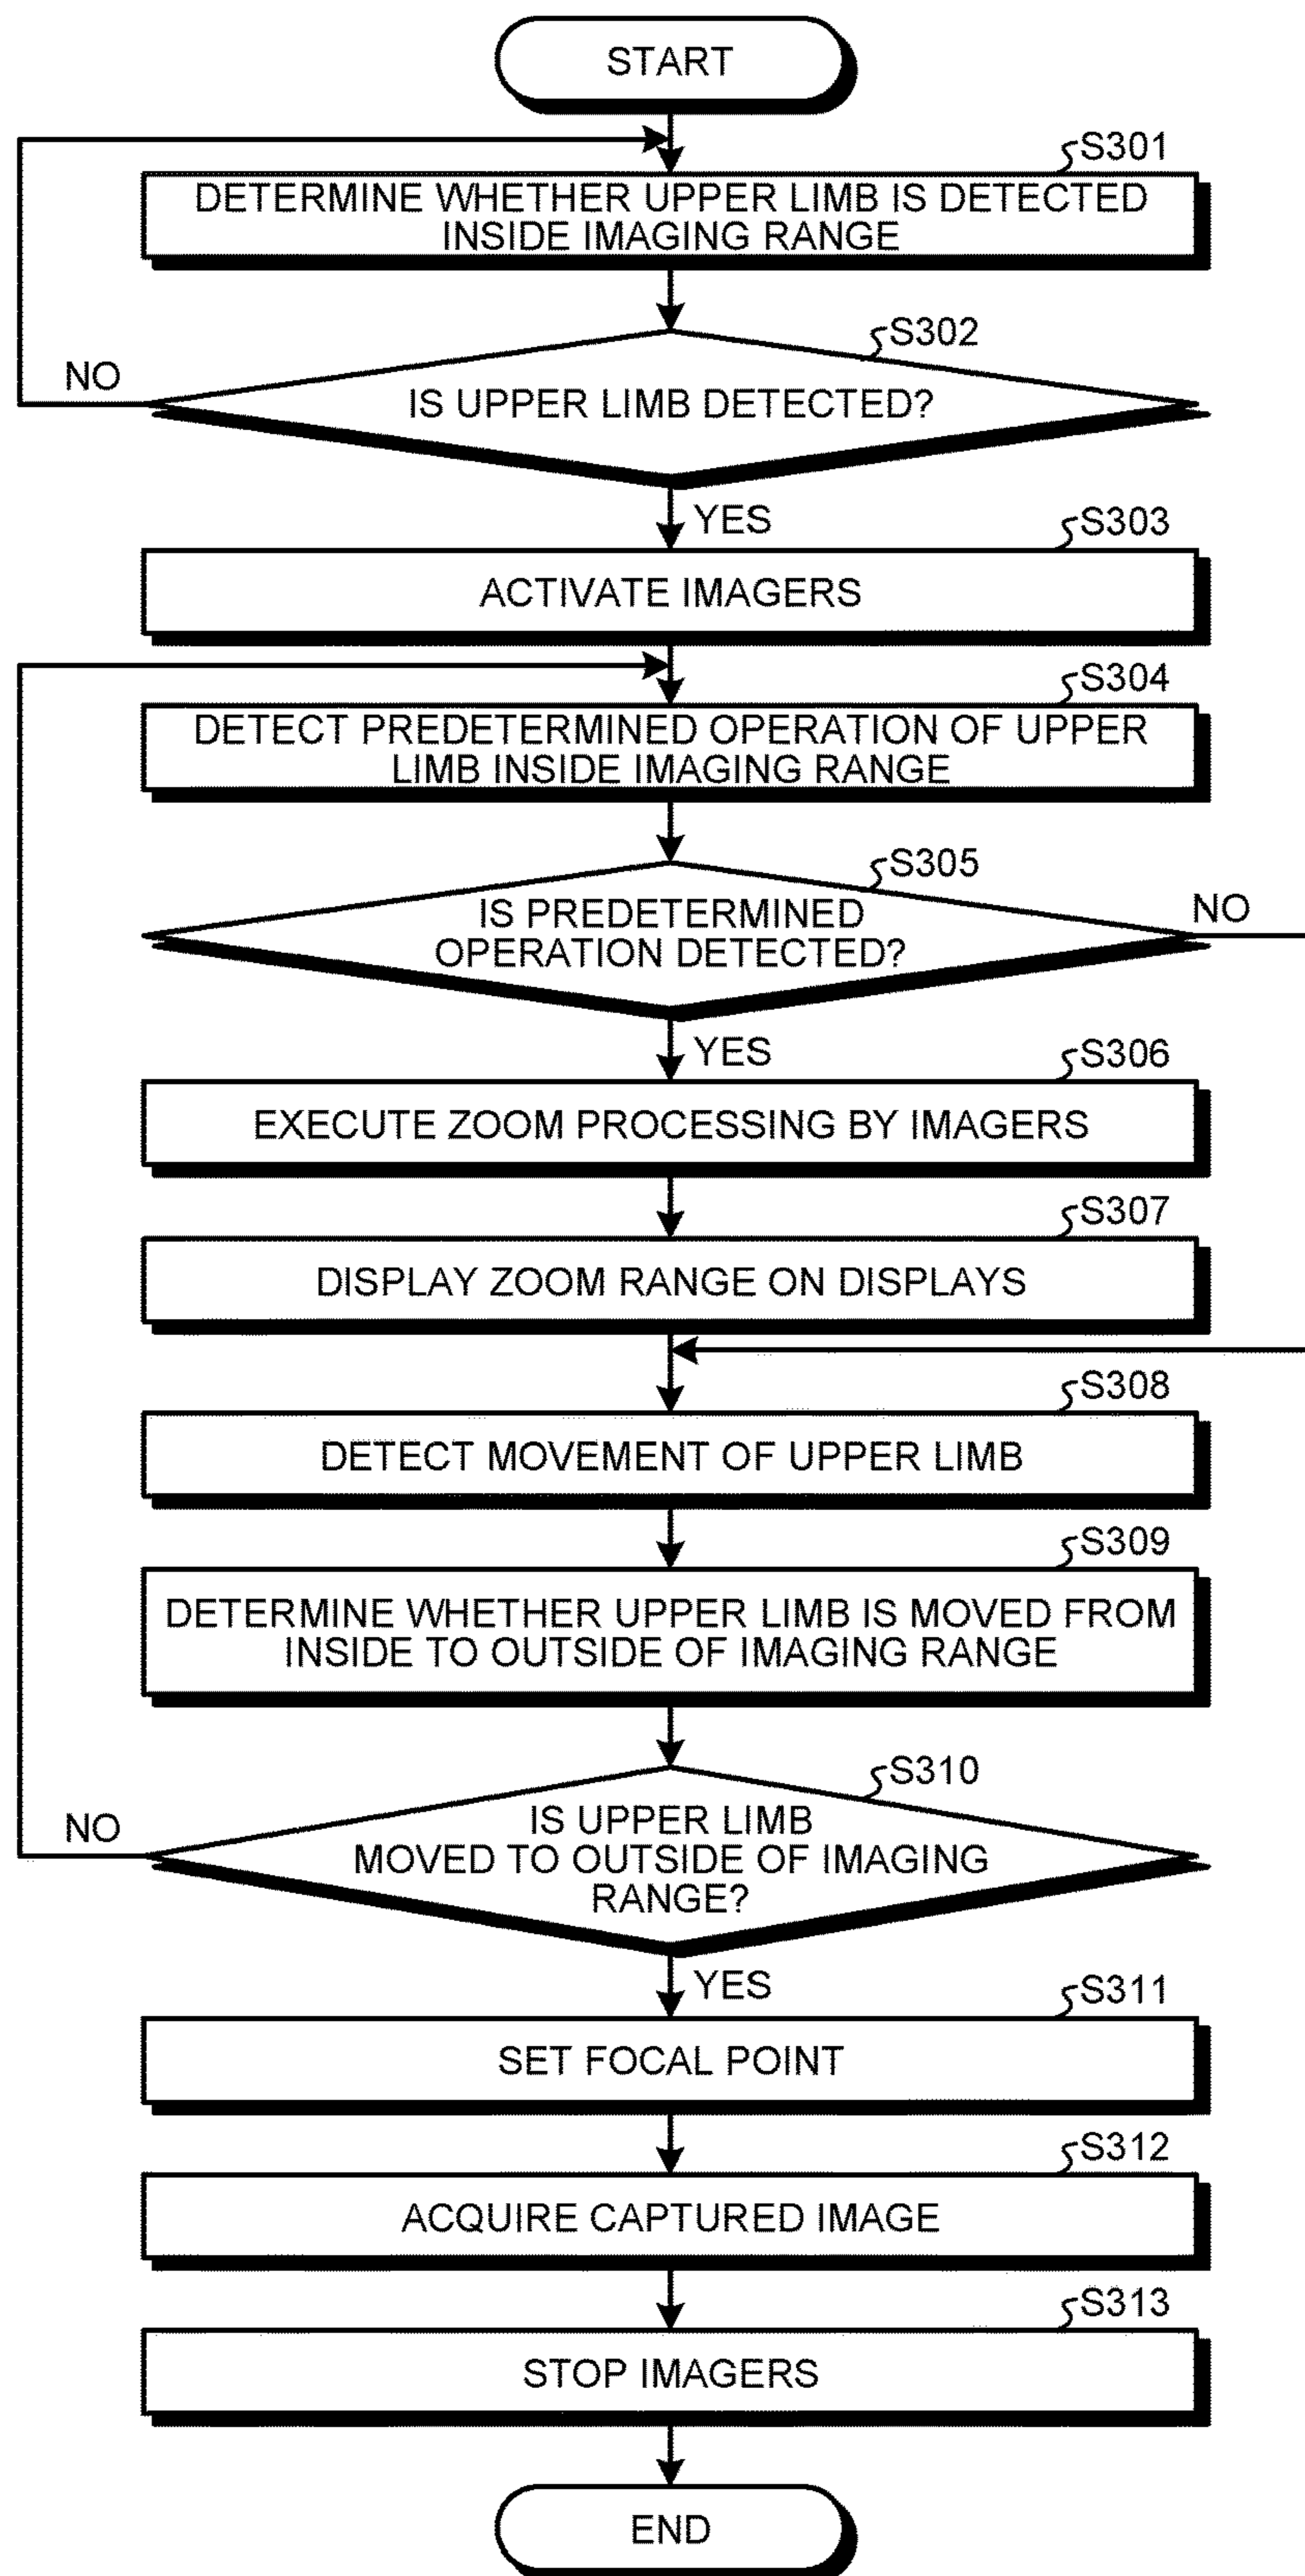 START
S301
DETERMINE WHETHER UPPER LIMB IS DETECTED
INSIDE IMAGING RANGE
S302
NO
IS UPPER LIMB DETECTED?
YES
S303
ACTIVATE IMAGERS
S304
DETECT PREDETERMINED OPERATION OF UPPER
LIMB INSIDE IMAGING RANGE
S305
NO
IS PREDETERMINED
OPERATION DETECTED?
YES
S306
EXECUTE ZOOM PROCESSING BY IMAGERS
S307
DISPLAY ZOOM RANGE ON DISPLAYS
S308
DETECT MOVEMENT OF UPPER LIMB
S309
DETERMINE WHETHER UPPER LIMB IS MOVED FROM
INSIDE TO OUTSIDE OF IMAGING RANGE
S310
NO
IS UPPER LIMB
MOVED TO OUTSIDE OF IMAGING
RANGE?
YES
S311
SET FOCAL POINT
S312
ACQUIRE CAPTURED IMAGE
S313
STOP IMAGERS
END